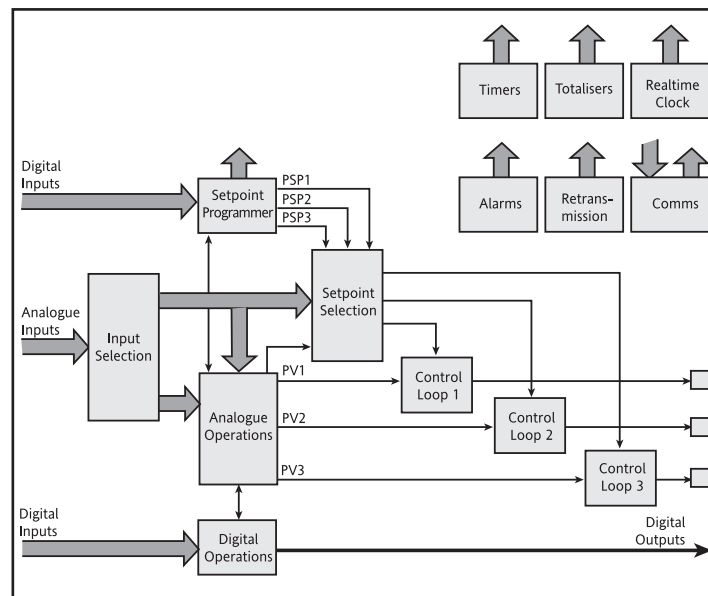 Timers
Totalisers
Realtime
Clock
Digital
Inputs
Setpoint
Programmer
PSP1
PSP2
PSP3
Alarms
Retrans-
mission
Comms
Analogue
Inputs
Input
Selection
Setpoint
Selection
Analogue
Operations
PV1
PV2
PV3
Control
Loop 1
Control
Loop 2
Control
Loop 3
Digital
Inputs
Digital
Operations
Digital
Outputs